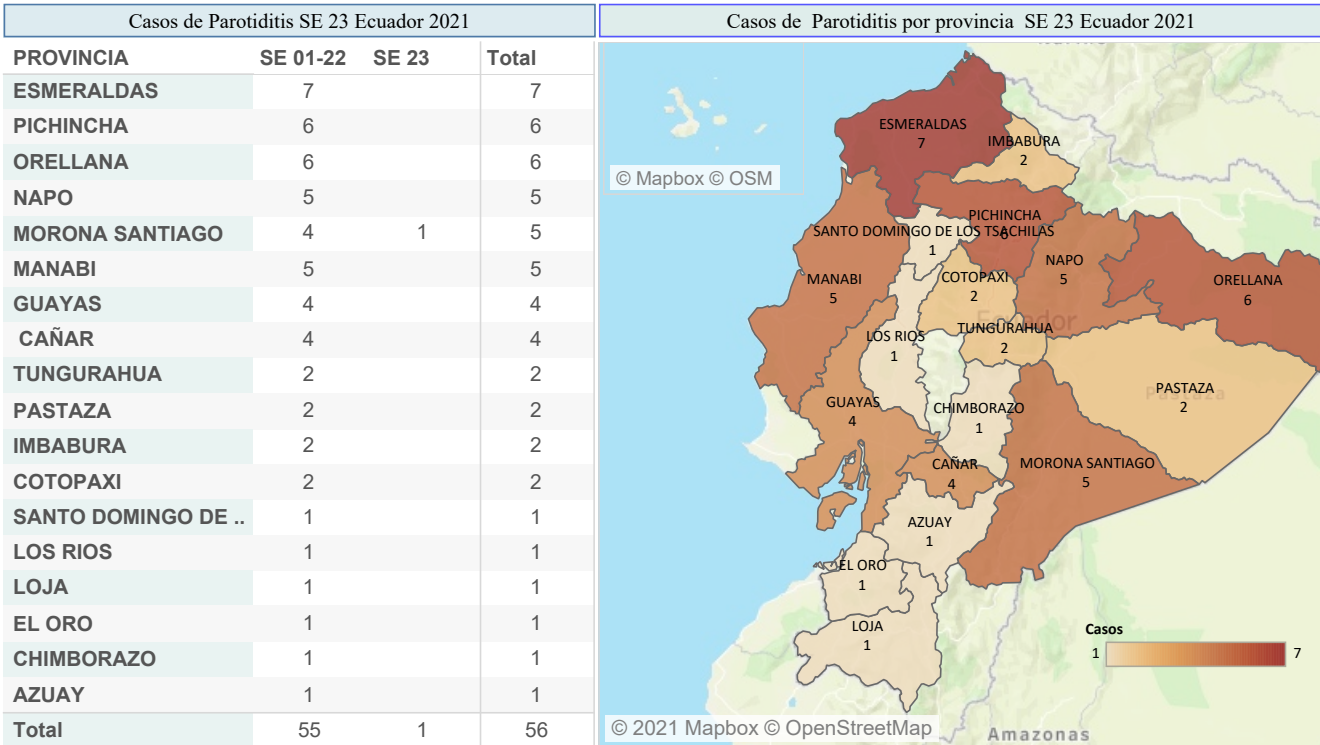 Casos de Parotiditis SE 23 Ecuador 2021
PROVINCIA SE 01-22 SE 23 Total
ESMERALDAS 7 7
PICHINCHA 6 6
ORELLANA 6 6
NAPO 5 5
MORONA SANTIAGO 4 1 5
MANABI 5 5
GUAYAS 4 4
CAÑAR 4 4
TUNGURAHUA 2 2
PASTAZA 2 2
IMBABURA 2 2
COTOPAXI 2 2
SANTO DOMINGO DE .. 1 1
LOS RIOS 1 1
LOJA 1 1
EL ORO 1 1
CHIMBORAZO 1 1
AZUAY 1 1
Total 55 1 56
Casos de Parotiditis por provincia SE 23 Ecuador 2021
© Mapbox © OSM
ESMERALDAS
7
IMBABURA
2
PICHINCHA
6
SANTO DOMINGO DE LOS TSACHILAS
1
NAPO
5
ORELLANA
6
MANABI
5
COTOPAXI
2
Ecuador
TUNGURAHUA
2
LOS RIOS
1
PASTAZA
2
Pastaza
GUAYAS
4
CHIMBORAZO
1
CAÑAR
4
MORONA SANTIAGO
5
AZUAY
1
EL ORO
1
LOJA
1
Casos
1 7
© 2021 Mapbox © OpenStreetMap
Amazonas